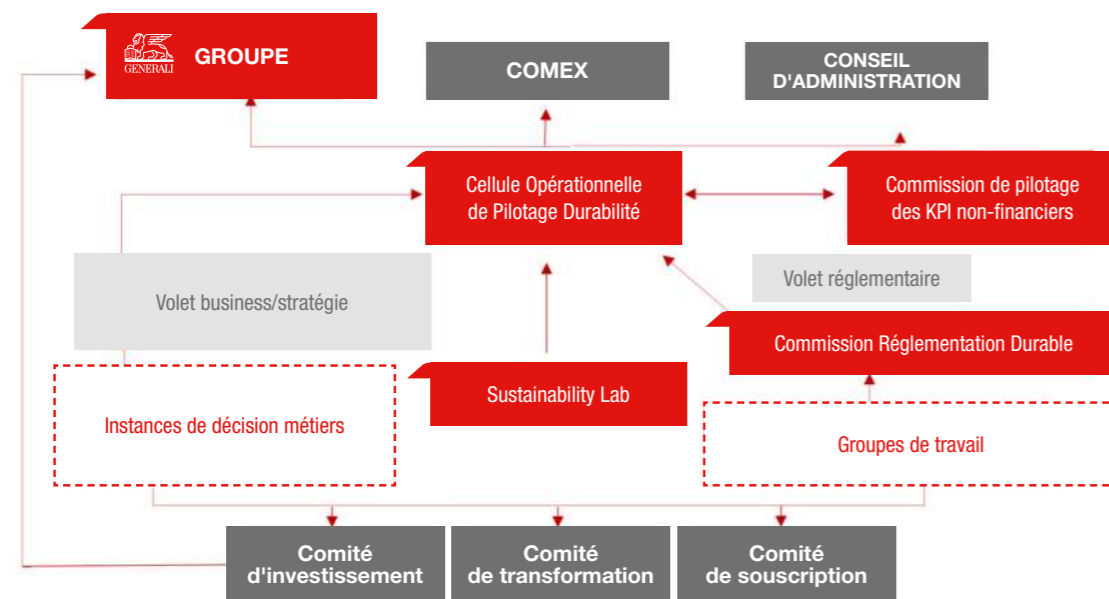 GENERALI
GROUPE
COMEX
CONSEIL
D'ADMINISTRATION
Cellule Opérationnelle
de Pilotage Durabilité
Commission de pilotage
des KPI non-financiers
Volet business/stratégie
Volet réglementaire
Commission Réglementation Durable
Sustainability Lab
Instances de décision métiers
Groupes de travail
Comité
d'investissement
Comité
de transformation
Comité
de souscription